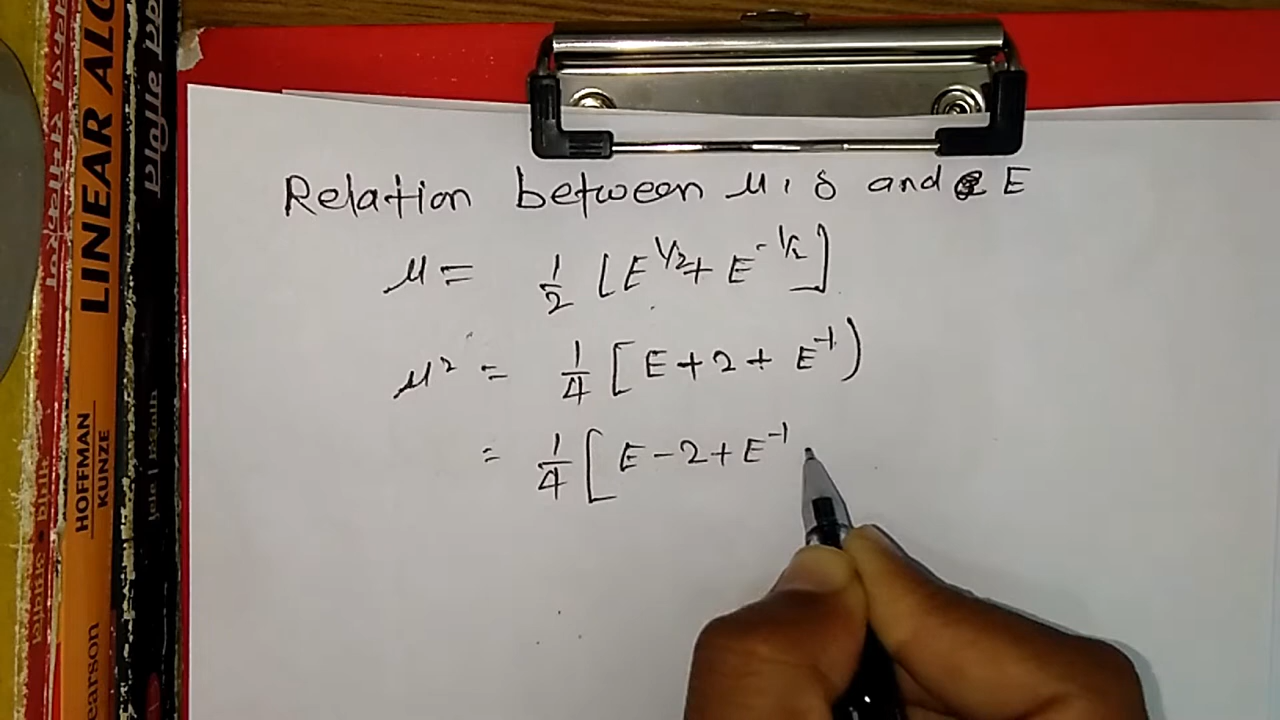 Relation between μ, δ and E
μ = 1/2 [E^1/2 + E^-1/2]
μ² = 1/4 [E + 2 + E^-1)
= 1/4 [E - 2 + E^-1
LINEAR ALG
HOFFMAN
KUNZE
earson